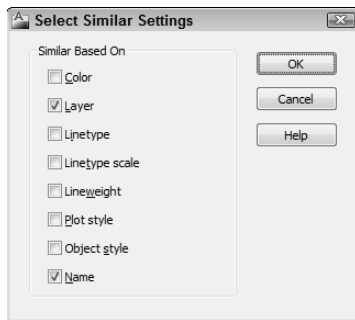 Select Similar Settings
Similar Based On
Color
Layer
Linetype
Linetype scale
Lineweight
Plot style
Object style
Name
OK
Cancel
Help